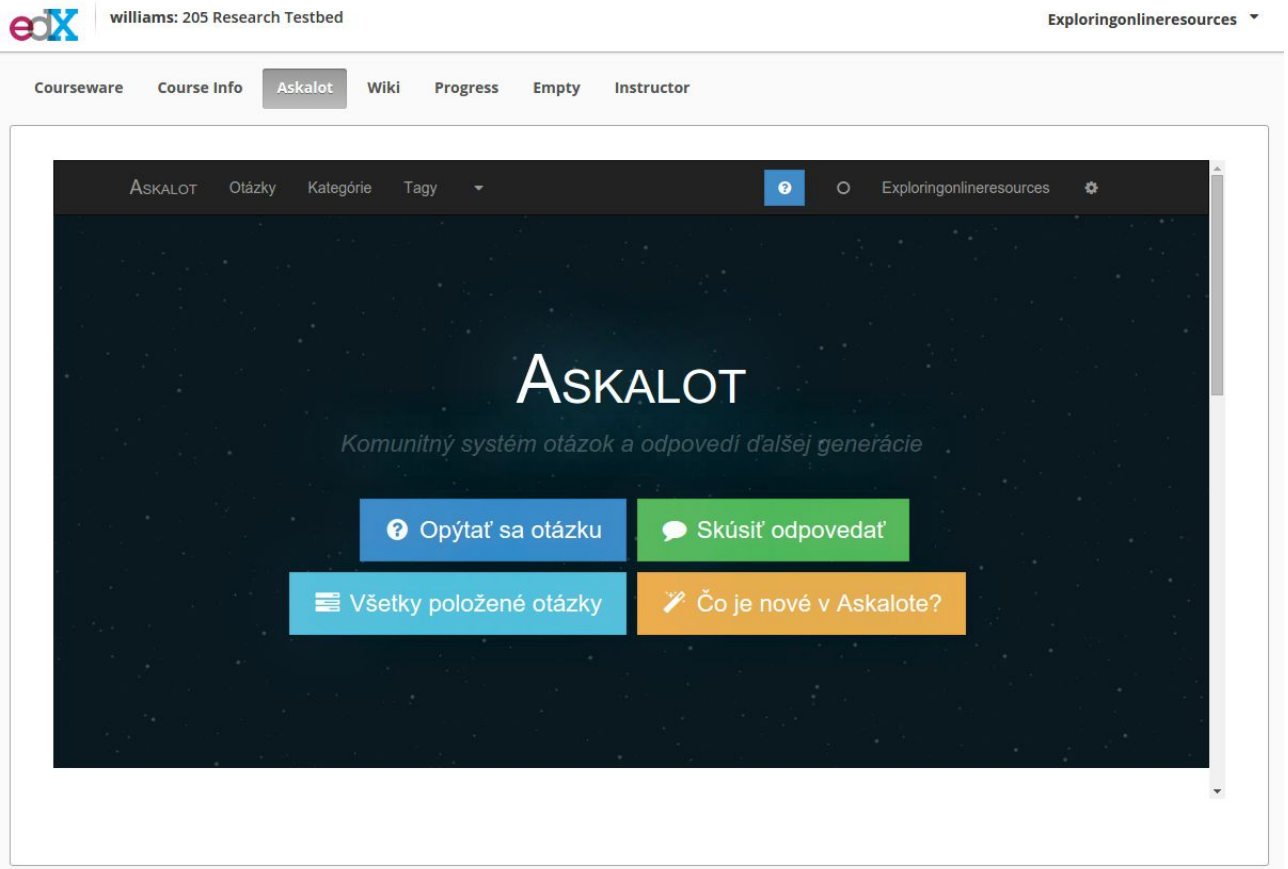 edX williams: 205 Research Testbed Exploringonlineresources
Courseware Course Info Askalot Wiki Progress Empty Instructor
ASKALOT Otázky Kategórie Tagy Exploringonlineresources
ASKALOT
Komunitný systém otázok a odpovedí ďalšej generácie
Opýtať sa otázku Skúsiť odpovedať
Všetky položené otázky Čo je nové v Askalote?